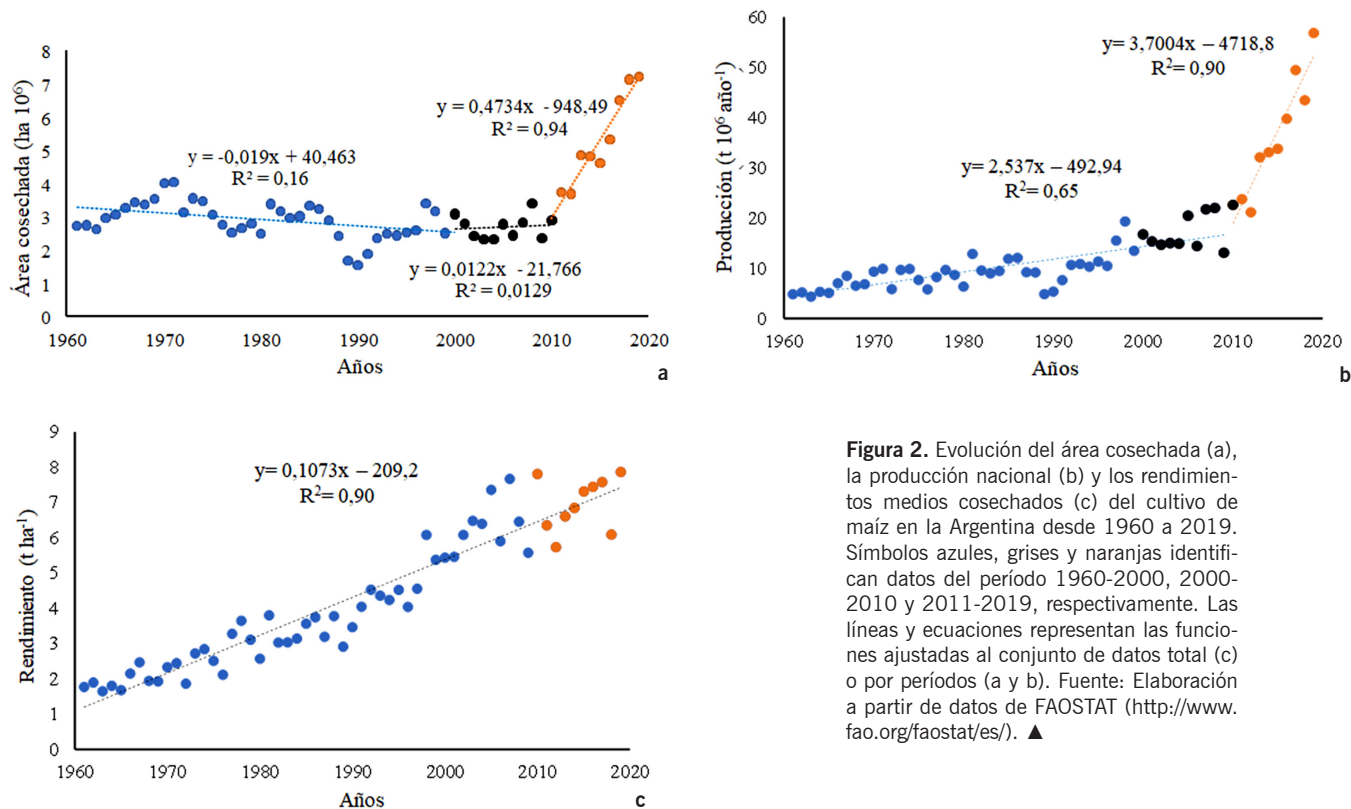 8
7
6
5
4
3
2
1
0
Área cosechada (ha 10⁶)
y = -0,019x + 40,463
R² = 0,16
y = 0,4734x - 948,49
R² = 0,94
y = 0,0122x - 21,766
R² = 0,0129
1960 1970 1980 1990 2000 2010 2020
Años
a
60
50
40
30
20
10
0
Producción (t 10⁶ año⁻¹)
y= 3,7004x – 4718,8
R²= 0,90
2,537x – 492,94
R²= 0,65
1960 1970 1980 1990 2000 2010 2020
Años
b
9
8
7
6
5
4
3
2
1
0
Rendimiento (t ha⁻¹)
y= 0,1073x – 209,2
R²= 0,90
1960 1970 1980 1990 2000 2010 2020
Años
c
Figura 2. Evolución del área cosechada (a),
la producción nacional (b) y los rendimien-
tos medios cosechados (c) del cultivo de
maíz en la Argentina desde 1960 a 2019.
Símbolos azules, grises y naranjas identifi-
can datos del período 1960-2000, 2000-
2010 y 2011-2019, respectivamente. Las
líneas y ecuaciones representan las funcio-
nes ajustadas al conjunto de datos total (c)
o por períodos (a y b). Fuente: Elaboración
a partir de datos de FAOSTAT (http://www.
fao.org/faostat/es/). ▲